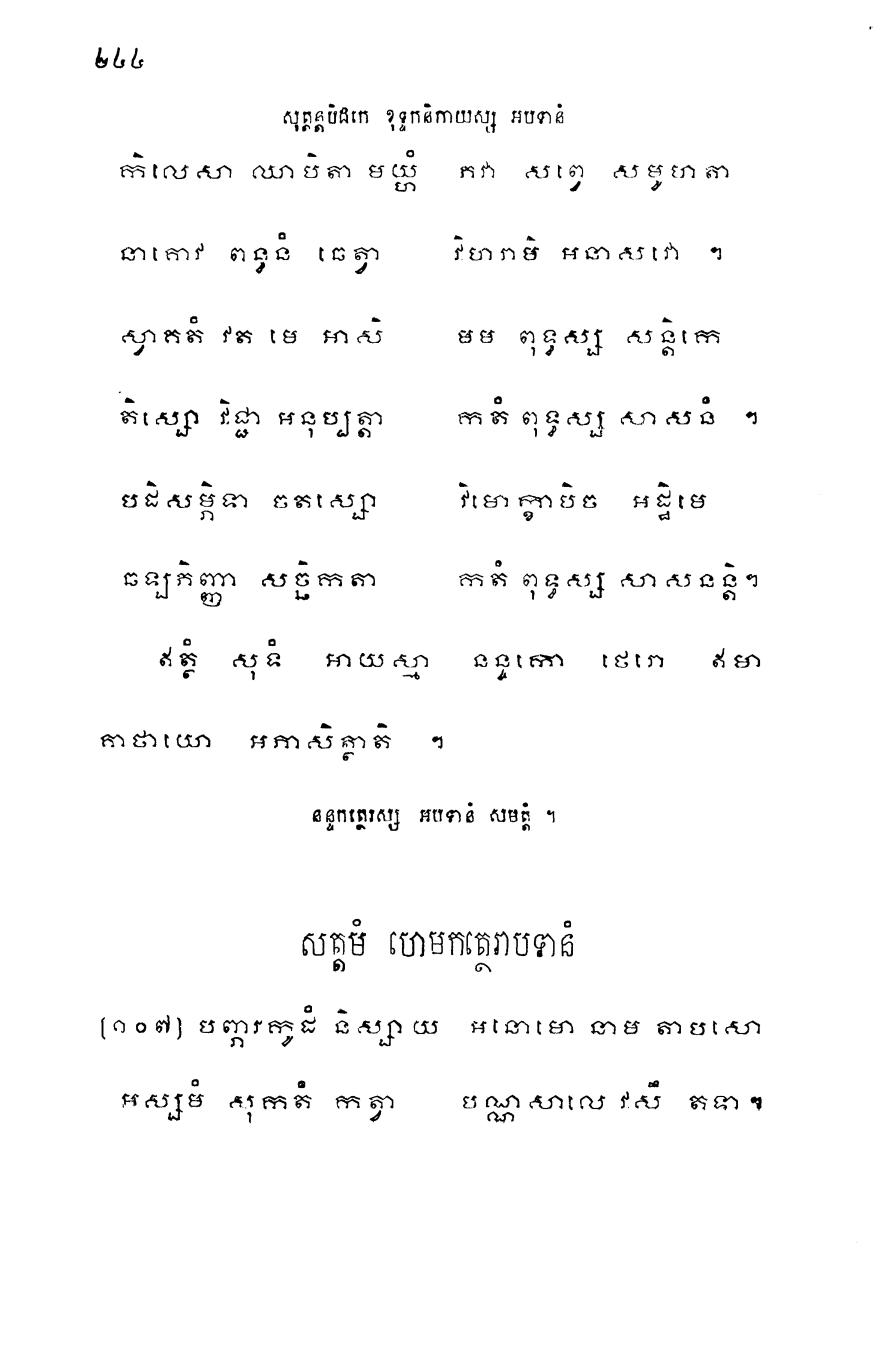 ២៤៤
សុត្តន្តបិដកេ ខុទ្ទកនិកាយស្ស អបទានំ
កិលេសា ឈាបិតា មយ្ហំ ភវា សព្វេ សមូហតា
នាគោវ ពន្ធនំ ឆេត្វា វិហរាមិ អនាសវោ ។
ស្វាគតំ វត មេ អាសិ មម ពុទ្ធស្ស សន្តិកេ
តិស្សោ វិជ្ជា អនុប្បត្តា កតំ ពុទ្ធស្ស សាសនំ ។
បដិសម្ភិទា ចតស្សោ វិមោក្ខាបិច អដ្ឋិមេ
ឆឡ្បភិញ្ញា សច្ឆិកតា កតំ ពុទ្ធស្ស សាសនន្តិ។
ឥត្ថំ សុទំ អាយស្មា នន្ទកោ ថេរោ ឥមា
គាថាយោ អភាសិត្ថាតិ ។
នន្ទកត្ថេរស្ស អបទានំ សមត្តំ ។
សត្តមំ ហេមកត្ថេរាបទានំ
[១០៧] បញ្ភារកូដំ និស្សាយ អនោមោ នាម តាបសោ
អស្សមំ សុកតំ កត្វា បណ្ណសាលេ វសឹ តទា។